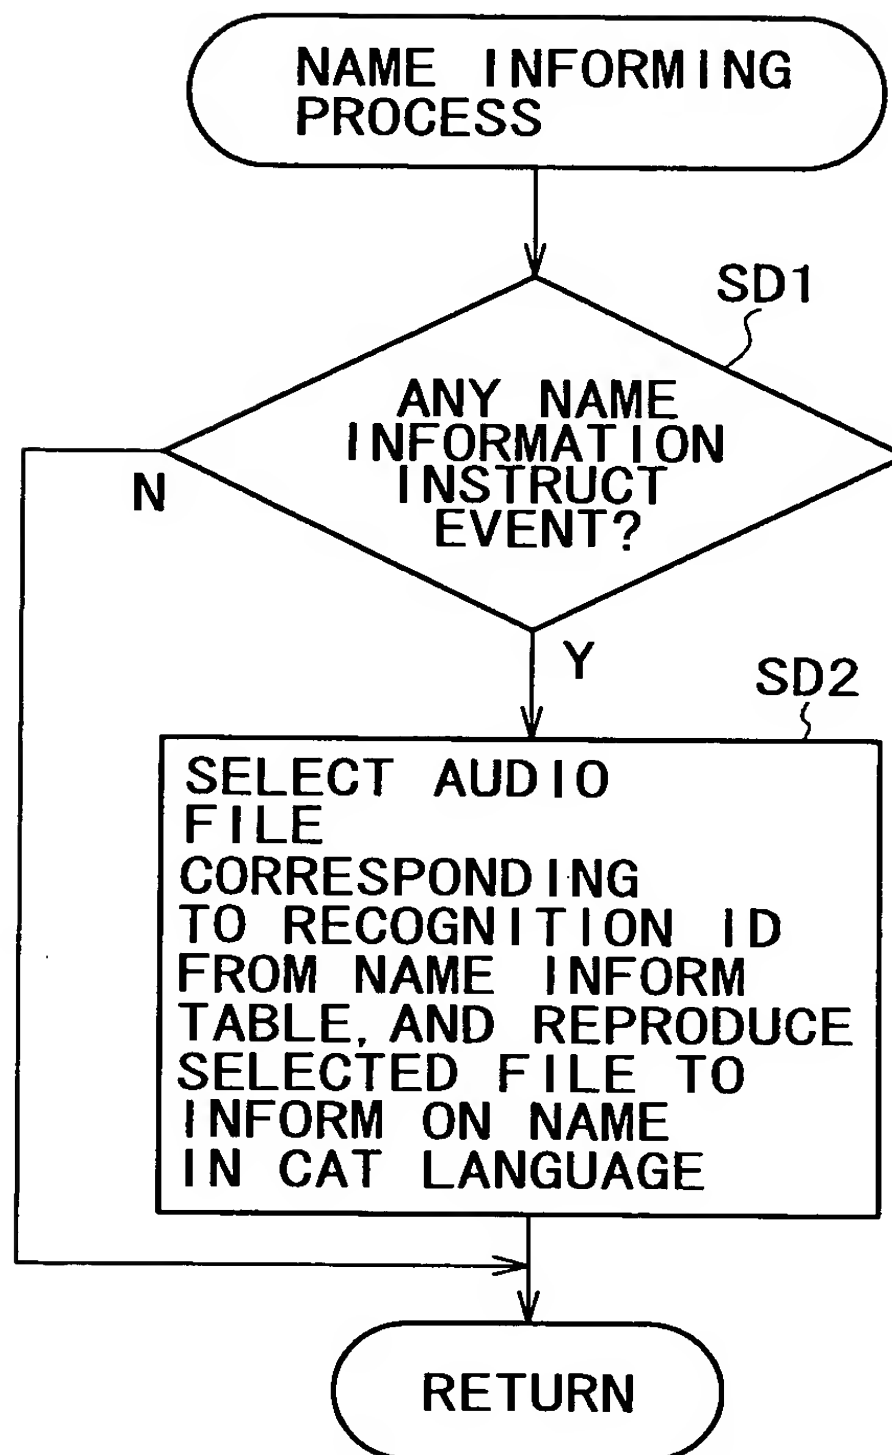 NAME INFORMING
PROCESS
SD1
ANY NAME
INFORMATION
INSTRUCT
EVENT?
N
Y
SD2
SELECT AUDIO
FILE
CORRESPONDING
TO RECOGNITION ID
FROM NAME INFORM
TABLE, AND REPRODUCE
SELECTED FILE TO
INFORM ON NAME
IN CAT LANGUAGE
RETURN